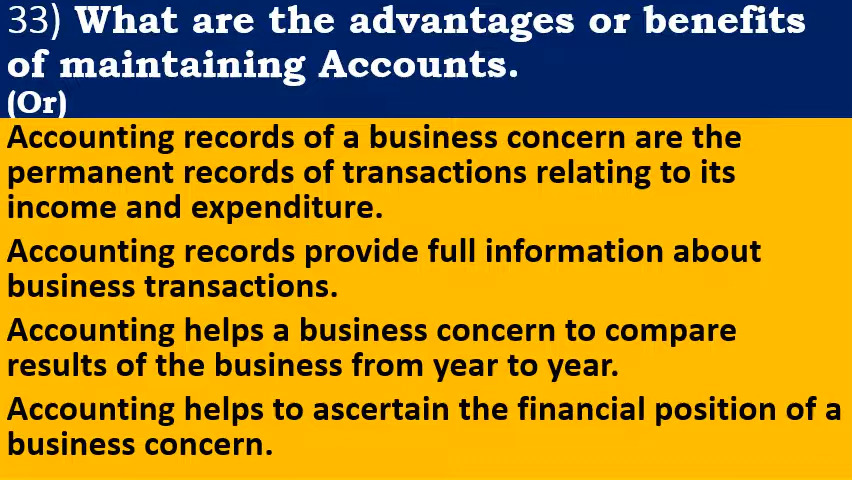 33) What are the advantages or benefits
of maintaining Accounts.
(Or)
Accounting records of a business concern are the
permanent records of transactions relating to its
income and expenditure.
Accounting records provide full information about
business transactions.
Accounting helps a business concern to compare
results of the business from year to year.
Accounting helps to ascertain the financial position of a
business concern.